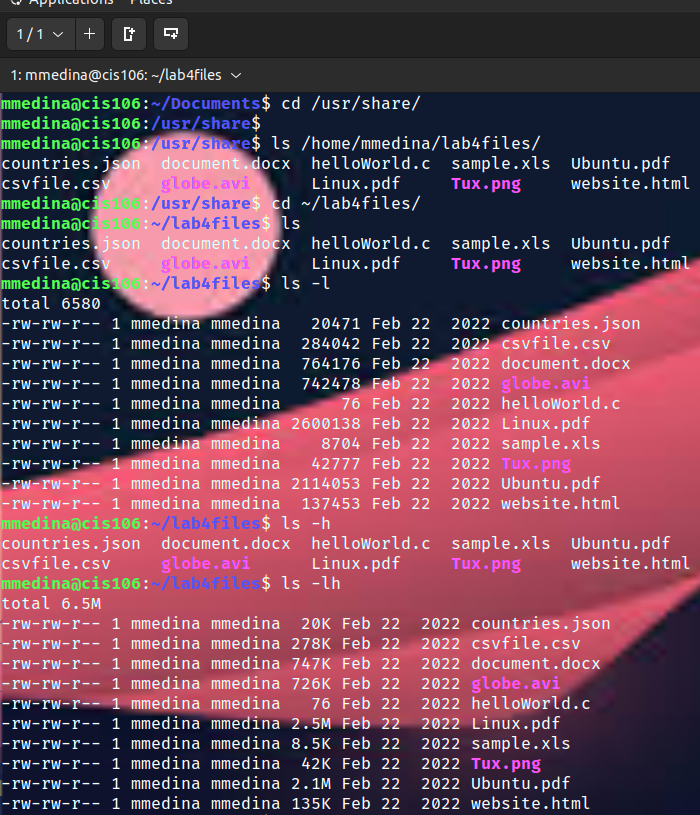 Applications Places
1 / 1
1: mmedina@cis106: ~/lab4files
mmedina@cis106:~/Documents$ cd /usr/share/
mmedina@cis106:/usr/share$
mmedina@cis106:/usr/share$ ls /home/mmedina/lab4files/
countries.json document.docx helloWorld.c sample.xls Ubuntu.pdf
csvfile.csv globe.avi Linux.pdf Tux.png website.html
mmedina@cis106:/usr/share$ cd ~/lab4files/
mmedina@cis106:~/lab4files$ ls
countries.json document.docx helloWorld.c sample.xls Ubuntu.pdf
csvfile.csv globe.avi Linux.pdf Tux.png website.html
mmedina@cis106:~/lab4files$ ls -l
total 6580
-rw-rw-r-- 1 mmedina mmedina 20471 Feb 22 2022 countries.json
-rw-rw-r-- 1 mmedina mmedina 284042 Feb 22 2022 csvfile.csv
-rw-rw-r-- 1 mmedina mmedina 764176 Feb 22 2022 document.docx
-rw-rw-r-- 1 mmedina mmedina 742478 Feb 22 2022 globe.avi
-rw-rw-r-- 1 mmedina mmedina 76 Feb 22 2022 helloWorld.c
-rw-rw-r-- 1 mmedina mmedina 2600138 Feb 22 2022 Linux.pdf
-rw-rw-r-- 1 mmedina mmedina 8704 Feb 22 2022 sample.xls
-rw-rw-r-- 1 mmedina mmedina 42777 Feb 22 2022 Tux.png
-rw-rw-r-- 1 mmedina mmedina 2114053 Feb 22 2022 Ubuntu.pdf
-rw-rw-r-- 1 mmedina mmedina 137453 Feb 22 2022 website.html
mmedina@cis106:~/lab4files$ ls -h
countries.json document.docx helloWorld.c sample.xls Ubuntu.pdf
csvfile.csv globe.avi Linux.pdf Tux.png website.html
mmedina@cis106:~/lab4files$ ls -lh
total 6.5M
-rw-rw-r-- 1 mmedina mmedina 20K Feb 22 2022 countries.json
-rw-rw-r-- 1 mmedina mmedina 278K Feb 22 2022 csvfile.csv
-rw-rw-r-- 1 mmedina mmedina 747K Feb 22 2022 document.docx
-rw-rw-r-- 1 mmedina mmedina 726K Feb 22 2022 globe.avi
-rw-rw-r-- 1 mmedina mmedina 76 Feb 22 2022 helloWorld.c
-rw-rw-r-- 1 mmedina mmedina 2.5M Feb 22 2022 Linux.pdf
-rw-rw-r-- 1 mmedina mmedina 8.5K Feb 22 2022 sample.xls
-rw-rw-r-- 1 mmedina mmedina 42K Feb 22 2022 Tux.png
-rw-rw-r-- 1 mmedina mmedina 2.1M Feb 22 2022 Ubuntu.pdf
-rw-rw-r-- 1 mmedina mmedina 135K Feb 22 2022 website.html